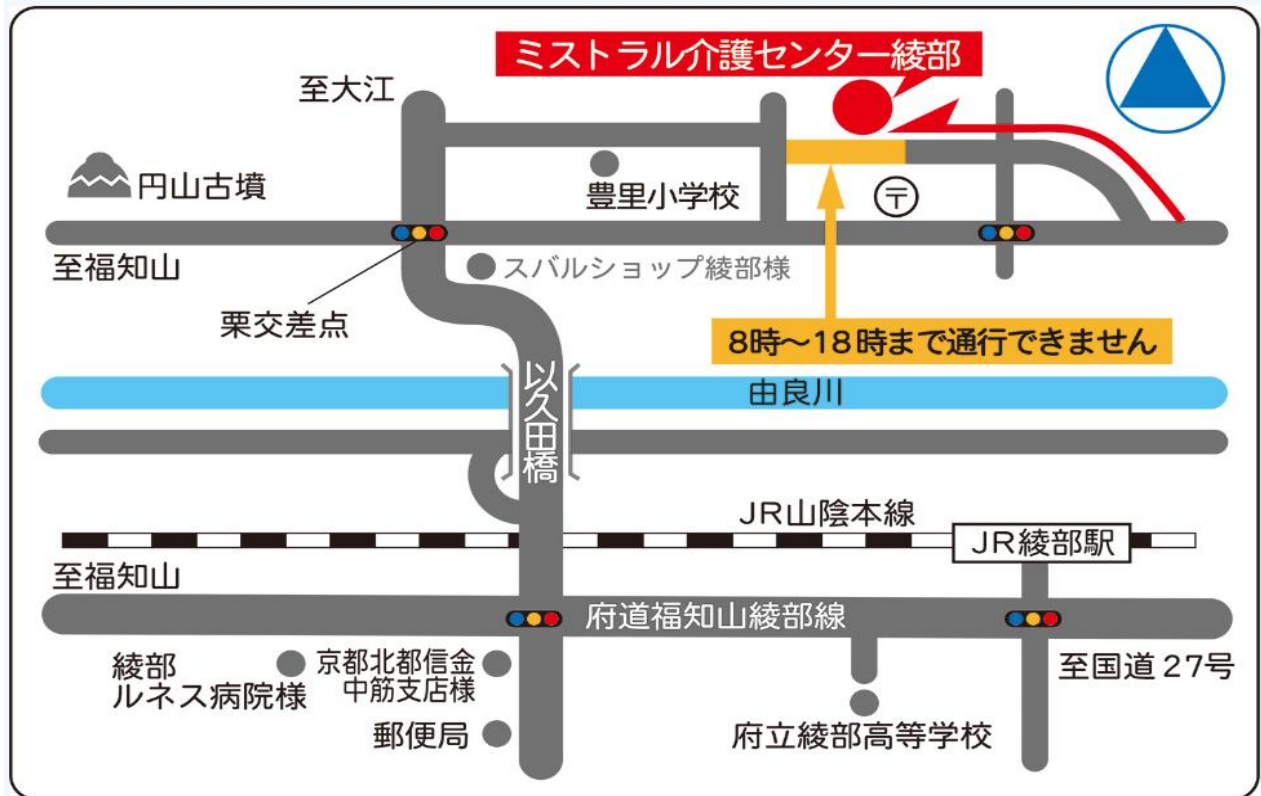 ミストラル介護センター綾部
至大江
円山古墳
豊里小学校
〒
至福知山
スバルショップ綾部様
栗交差点
8時～18時まで通行できません
以久田橋
由良川
JR山陰本線
JR綾部駅
至福知山
府道福知山綾部線
綾部
ルネス病院様
京都北都信金
中筋支店様
至国道27号
郵便局
府立綾部高等学校